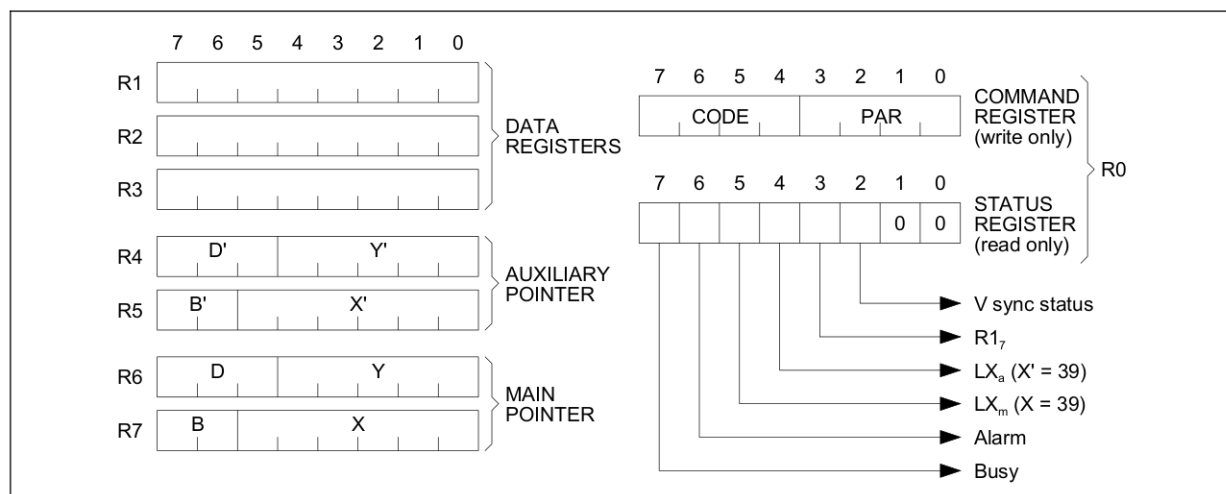 7 6 5 4 3 2 1 0
R1
R2
R3
DATA
REGISTERS
R4 D' Y'
R5 B' X'
AUXILIARY
POINTER
R6 D Y
R7 B X
MAIN
POINTER
7 6 5 4 3 2 1 0
CODE PAR
COMMAND
REGISTER
(write only)
R0
7 6 5 4 3 2 1 0
0 0
STATUS
REGISTER
(read only)
V sync status
R1₇
LXₐ (X' = 39)
LXₘ (X = 39)
Alarm
Busy